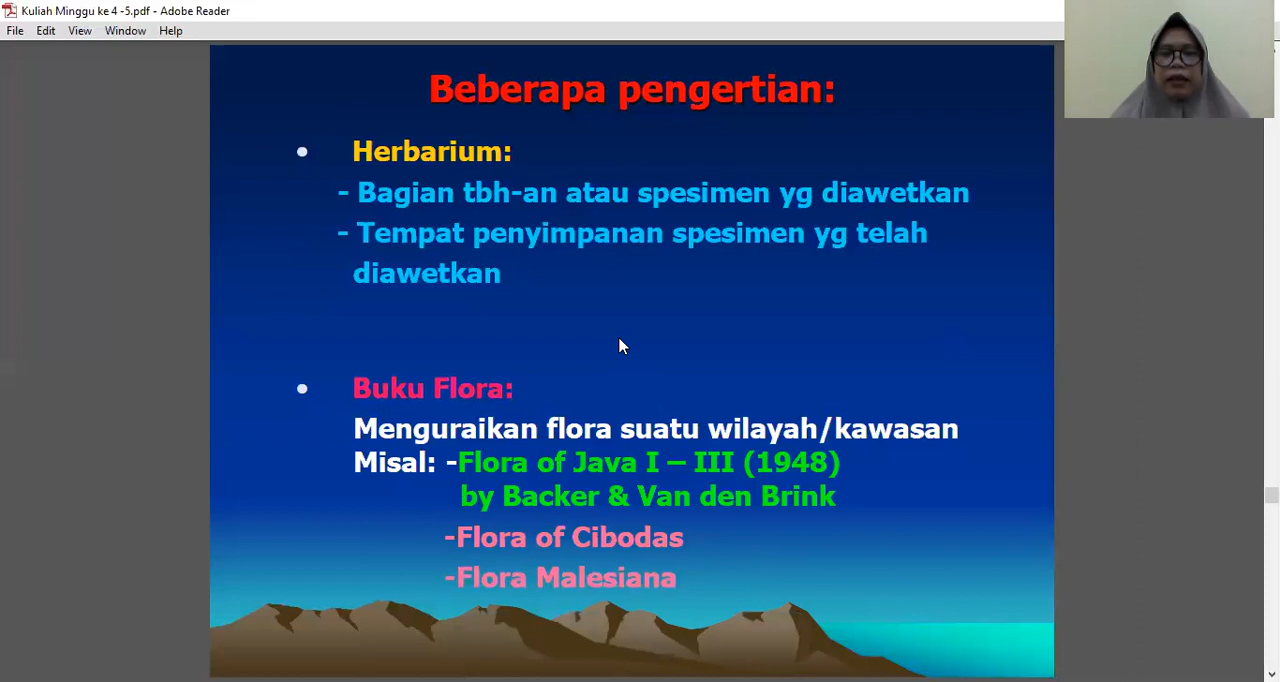 Kuliah Minggu ke 4 -5.pdf - Adobe Reader
File Edit View Window Help
Beberapa pengertian:
• Herbarium:
- Bagian tbh-an atau spesimen yg diawetkan
- Tempat penyimpanan spesimen yg telah
diawetkan
• Buku Flora:
Menguraikan flora suatu wilayah/kawasan
Misal: -Flora of Java I – III (1948)
by Backer & Van den Brink
-Flora of Cibodas
-Flora Malesiana